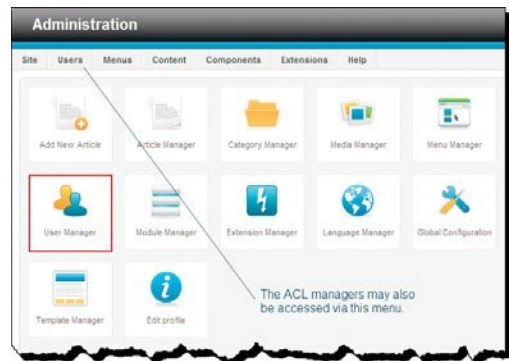 Administration
Site Users Menus Content Components Extensions Help
Add New Article Article Manager Category Manager Media Manager Menu Manager
User Manager Module Manager Extension Manager Language Manager Global Configuration
Template Manager Edit profile
The ACL managers may also
be accessed via this menu.